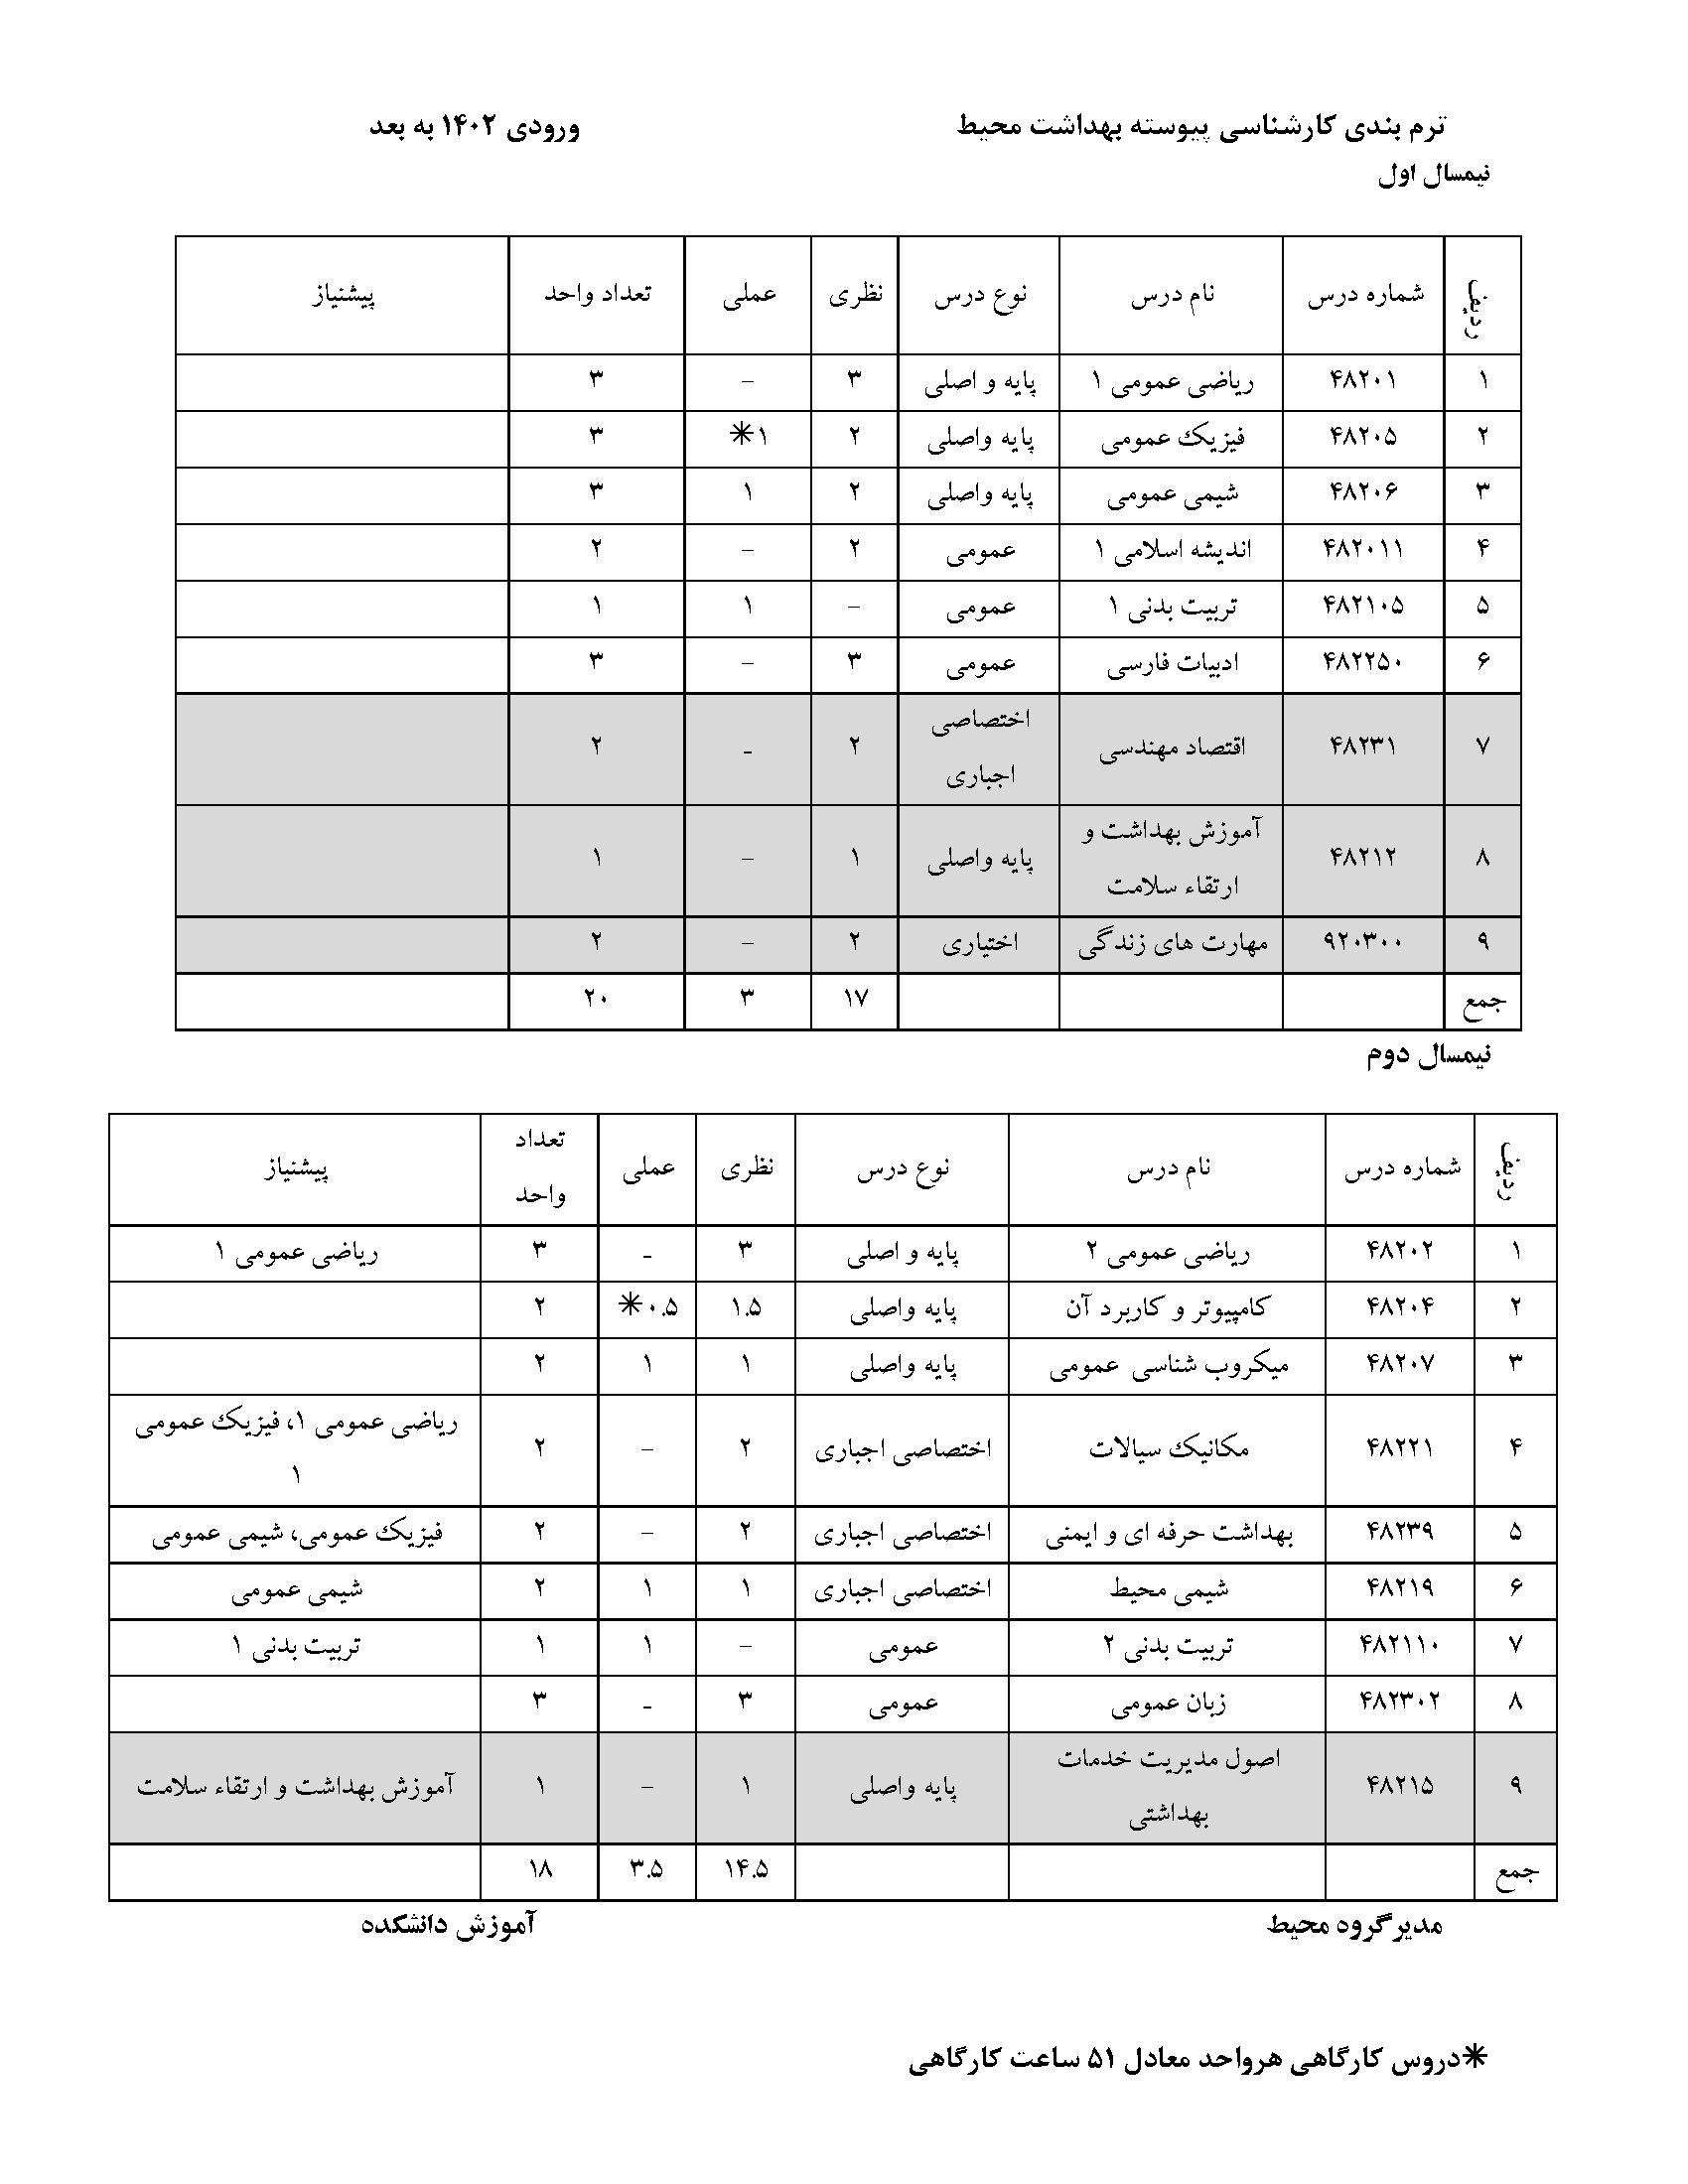 ترم بندی کارشناسی پیوسته بهداشت محیط ورودی ۱۴۰۲ به بعد
نیمسال اول
ردیف شماره درس نام درس نوع درس نظری عملی تعداد واحد پیشنیاز
۱ ۴۸۲۰۱ ریاضی عمومی ۱ پایه و اصلی ۳ – ۳
۲ ۴۸۲۰۵ فیزیک عمومی پایه واصلی ۲ ۱✳ ۳
۳ ۴۸۲۰۶ شیمی عمومی پایه واصلی ۲ ۱ ۳
۴ ۴۸۲۰۱۱ اندیشه اسلامی ۱ عمومی ۲ – ۲
۵ ۴۸۲۱۰۵ تربیت بدنی ۱ عمومی – ۱ ۱
۶ ۴۸۲۲۵۰ ادبیات فارسی عمومی ۳ – ۳
۷ ۴۸۲۳۱ اقتصاد مهندسی اختصاصی اجباری ۲ - ۲
۸ ۴۸۲۱۲ آموزش بهداشت و ارتقاء سلامت پایه واصلی ۱ – ۱
۹ ۹۲۰۳۰۰ مهارت های زندگی اختیاری ۲ – ۲
جمع ۱۷ ۳ ۲۰
نیمسال دوم
ردیف شماره درس نام درس نوع درس نظری عملی تعداد واحد پیشنیاز
۱ ۴۸۲۰۲ ریاضی عمومی ۲ پایه و اصلی ۳ - ۳ ریاضی عمومی ۱
۲ ۴۸۲۰۴ کامپیوتر و کاربرد آن پایه واصلی ۱.۵ ۰.۵✳ ۲
۳ ۴۸۲۰۷ میکروب شناسی عمومی پایه واصلی ۱ ۱ ۲
۴ ۴۸۲۲۱ مکانیک سیالات اختصاصی اجباری ۲ – ۲ ریاضی عمومی ۱، فیزیک عمومی ۱
۵ ۴۸۲۳۹ بهداشت حرفه ای و ایمنی اختصاصی اجباری ۲ – ۲ فیزیک عمومی، شیمی عمومی
۶ ۴۸۲۱۹ شیمی محیط اختصاصی اجباری ۱ ۱ ۲ شیمی عمومی
۷ ۴۸۲۱۱۰ تربیت بدنی ۲ عمومی – ۱ ۱ تربیت بدنی ۱
۸ ۴۸۲۳۰۲ زبان عمومی عمومی ۳ - ۳
۹ ۴۸۲۱۵ اصول مدیریت خدمات بهداشتی پایه واصلی ۱ – ۱ آموزش بهداشت و ارتقاء سلامت
جمع ۱۴.۵ ۳.۵ ۱۸
مدیرگروه محیط آموزش دانشکده
✳دروس کارگاهی هرواحد معادل ۵۱ ساعت کارگاهی